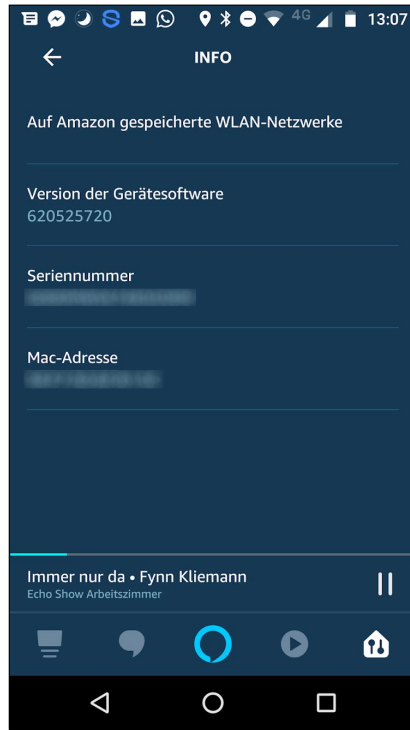 4G 13:07
INFO
Auf Amazon gespeicherte WLAN-Netzwerke
Version der Gerätesoftware
620525720
Seriennummer
Mac-Adresse
Immer nur da • Fynn Kliemann
Echo Show Arbeitszimmer